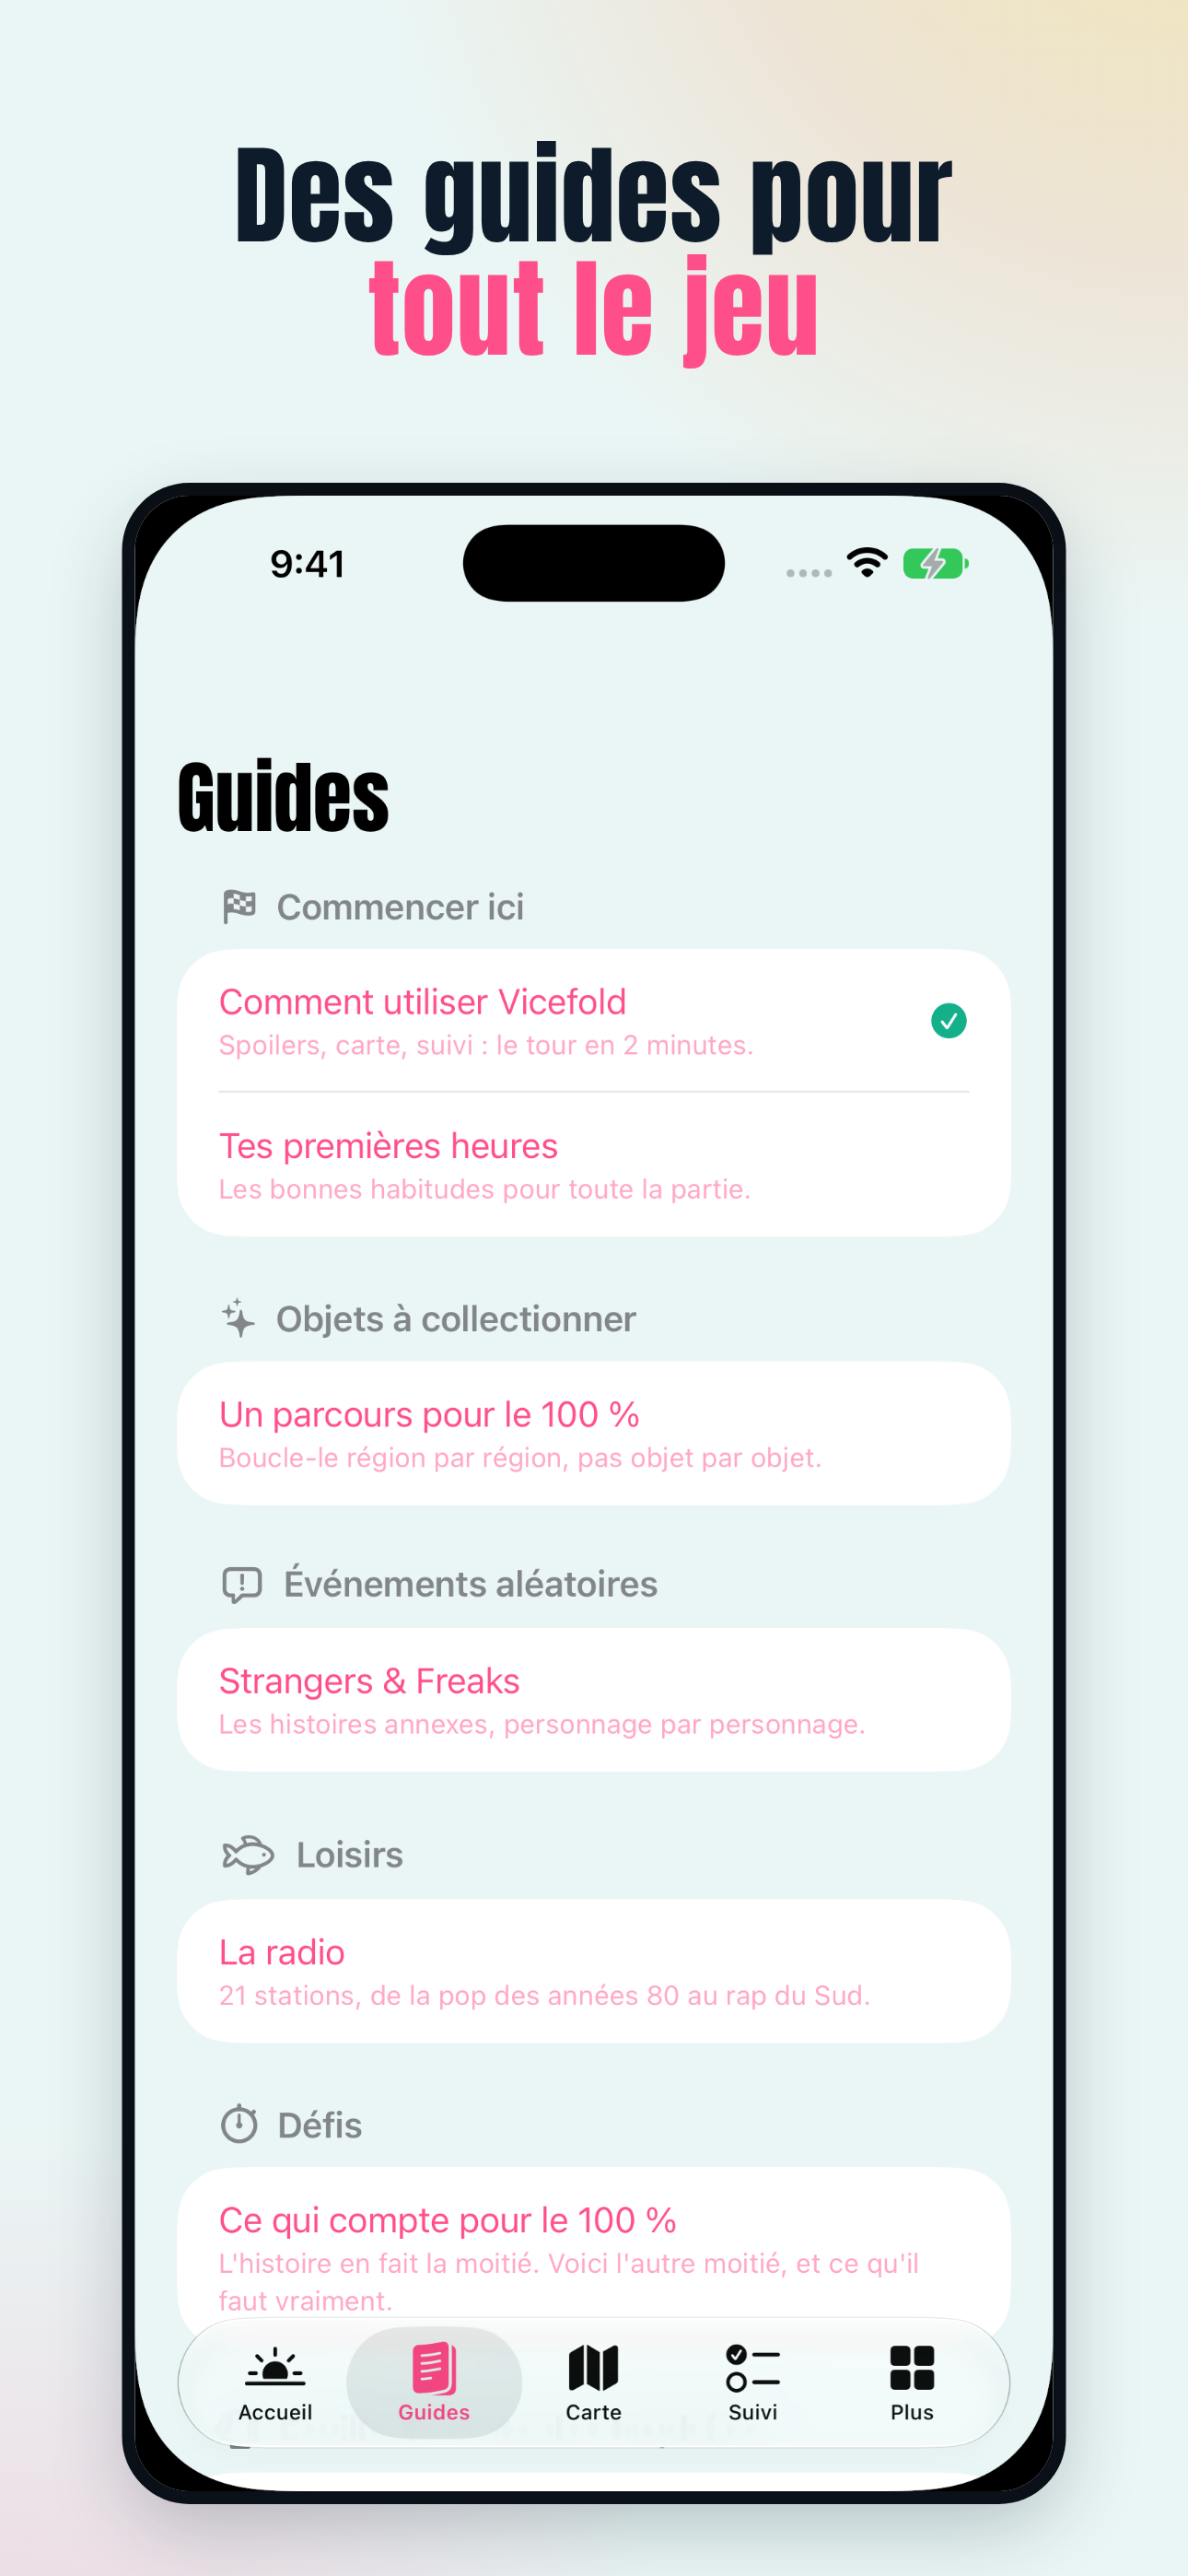 Des guides pour
tout le jeu
9:41
Guides
Commencer ici
Comment utiliser Vicefold
Spoilers, carte, suivi : le tour en 2 minutes.
Tes premières heures
Les bonnes habitudes pour toute la partie.
Objets à collectionner
Un parcours pour le 100 %
Boucle-le région par région, pas objet par objet.
Événements aléatoires
Strangers & Freaks
Les histoires annexes, personnage par personnage.
Loisirs
La radio
21 stations, de la pop des années 80 au rap du Sud.
Défis
Ce qui compte pour le 100 %
L'histoire en fait la moitié. Voici l'autre moitié, et ce qu'il
faut vraiment.
Accueil
Guides
Carte
Suivi
Plus